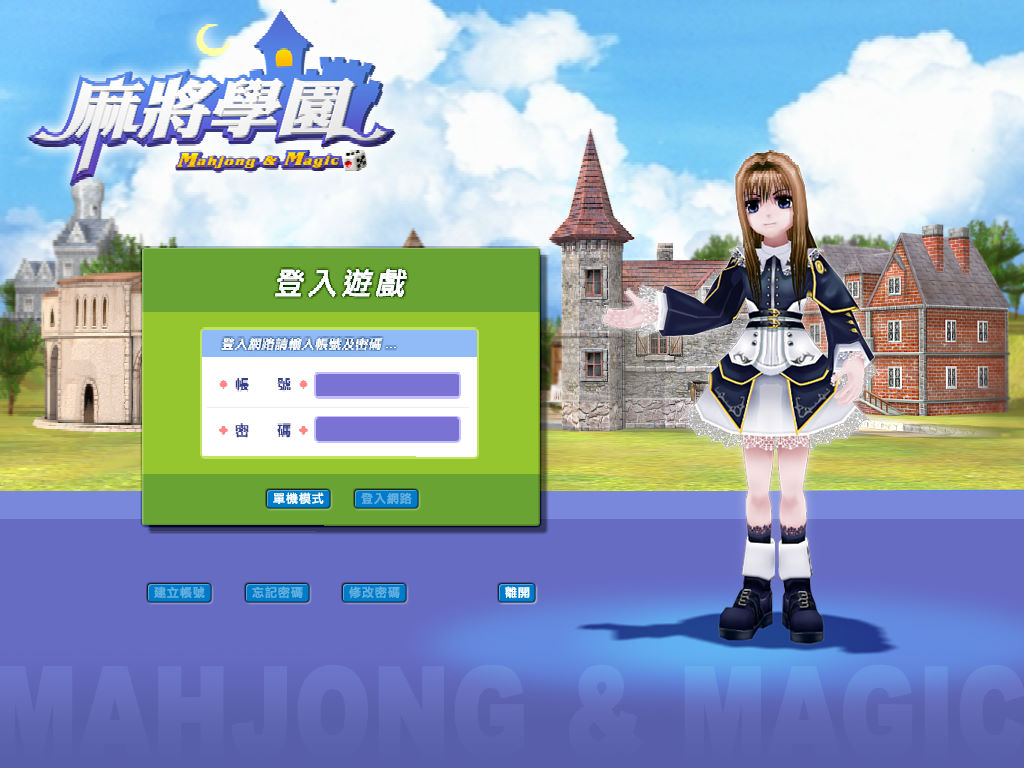 麻將學園
Mahjong & Magic
登入遊戲
登入網路請輸入帳號及密碼 ...
帳 號
密 碼
單機模式 登入網路
建立帳號 忘記密碼 修改密碼 離開
MAHJONG & MAGIC